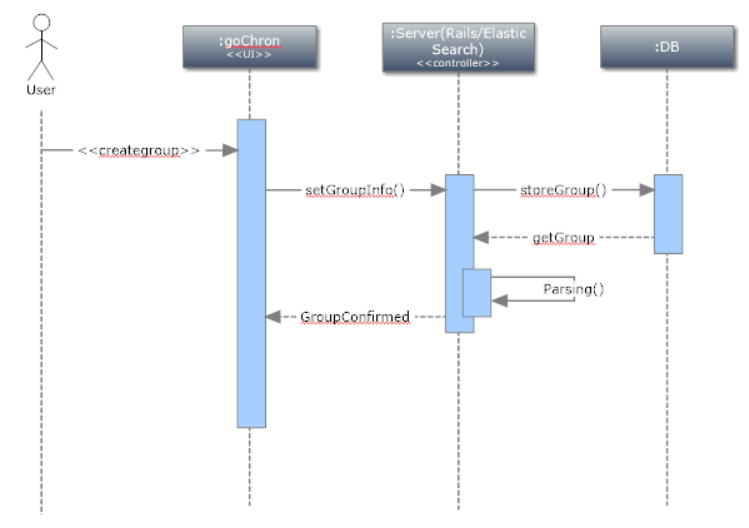 :goChron
<<UI>>
:Server(Rails/Elastic
Search)
<<controller>>
:DB
User
<<creategroup>>
setGroupInfo()
storeGroup()
getGroup
Parsing()
GroupConfirmed